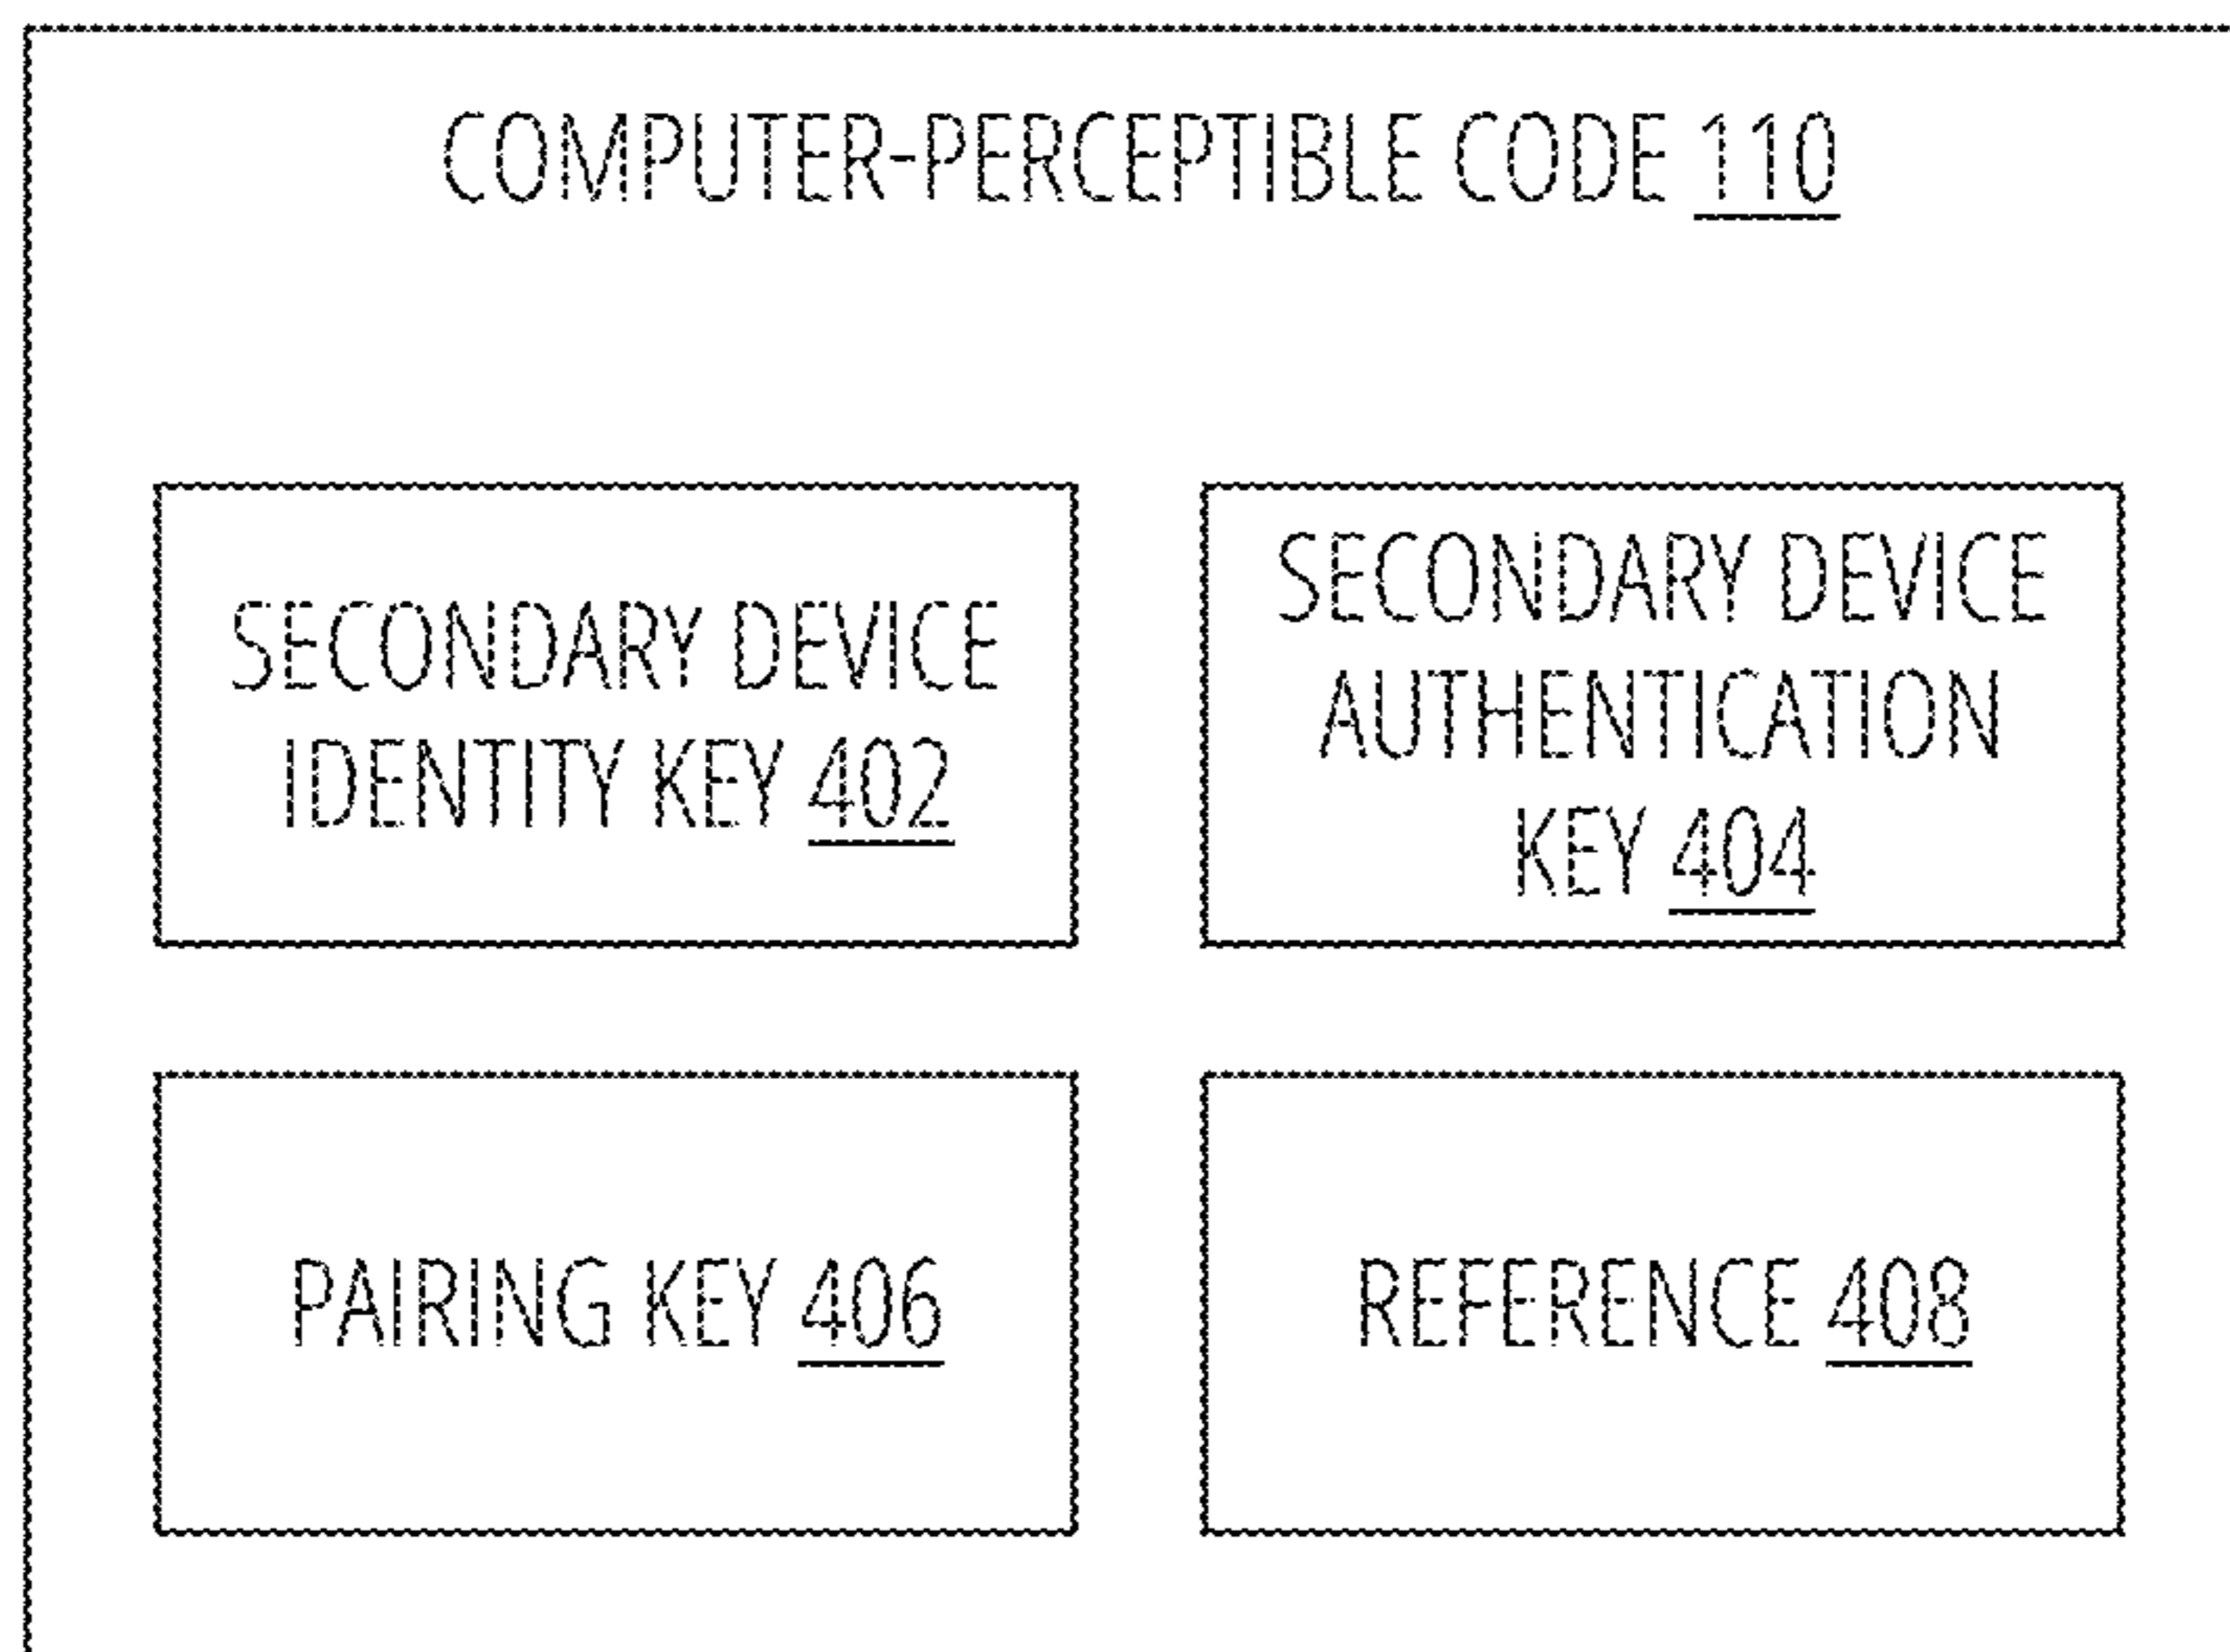 COMPUTER-PERCEPTIBLE CODE 110
SECONDARY DEVICE
IDENTITY KEY 402
SECONDARY DEVICE
AUTHENTICATION
KEY 404
PAIRING KEY 406
REFERENCE 408